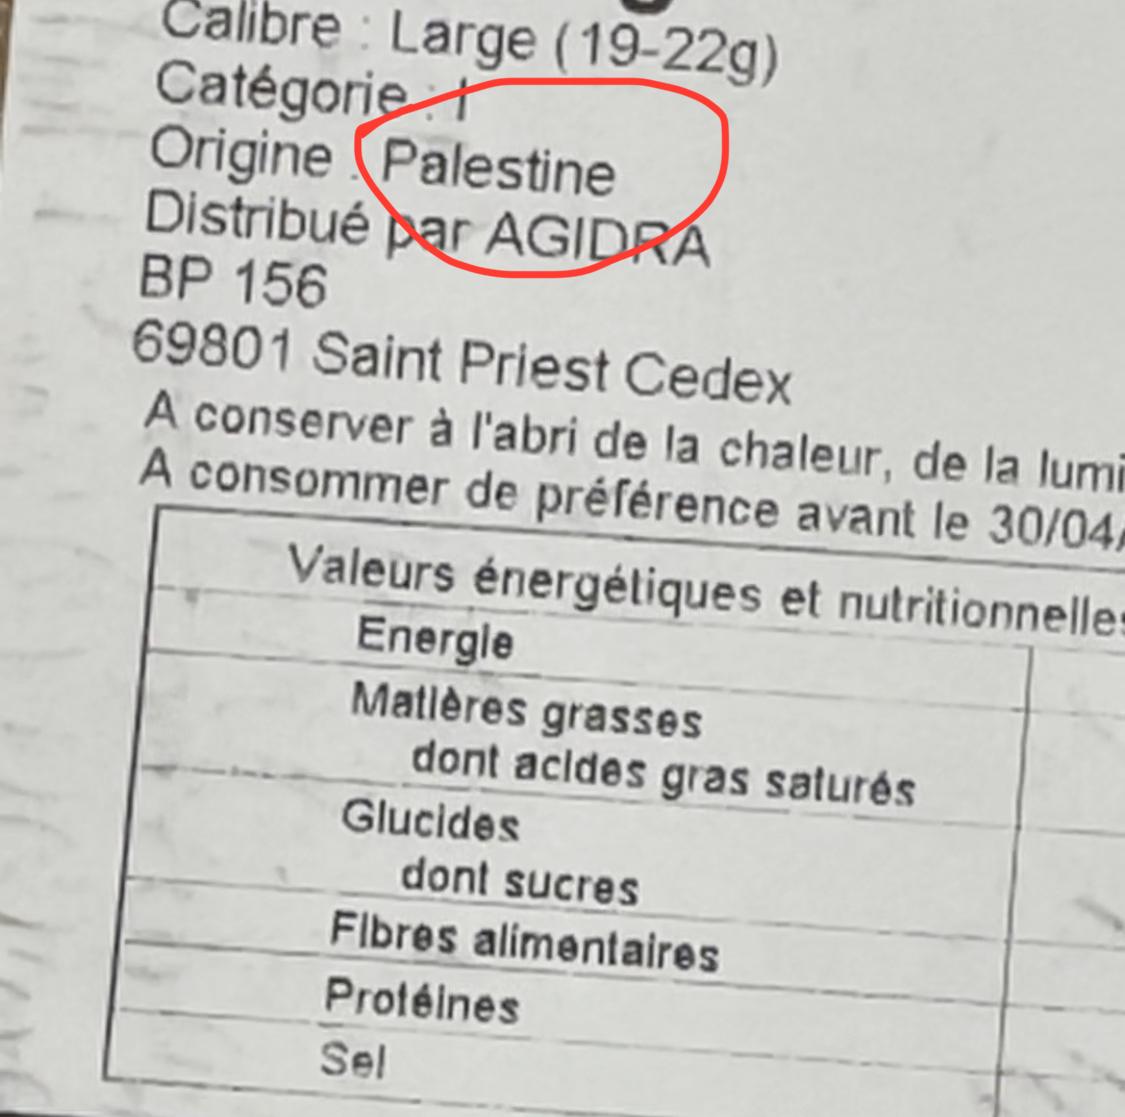 Calibre : Large (19-22g)
Catégorie : I
Origine : Palestine
Distribué par AGIDRA
BP 156
69801 Saint Priest Cedex
A conserver à l'abri de la chaleur, de la lumi
A consommer de préférence avant le 30/04/
Valeurs énergétiques et nutritionnelles
Energie
Matières grasses
dont acides gras saturés
Glucides
dont sucres
Fibres alimentaires
Protéines
Sel